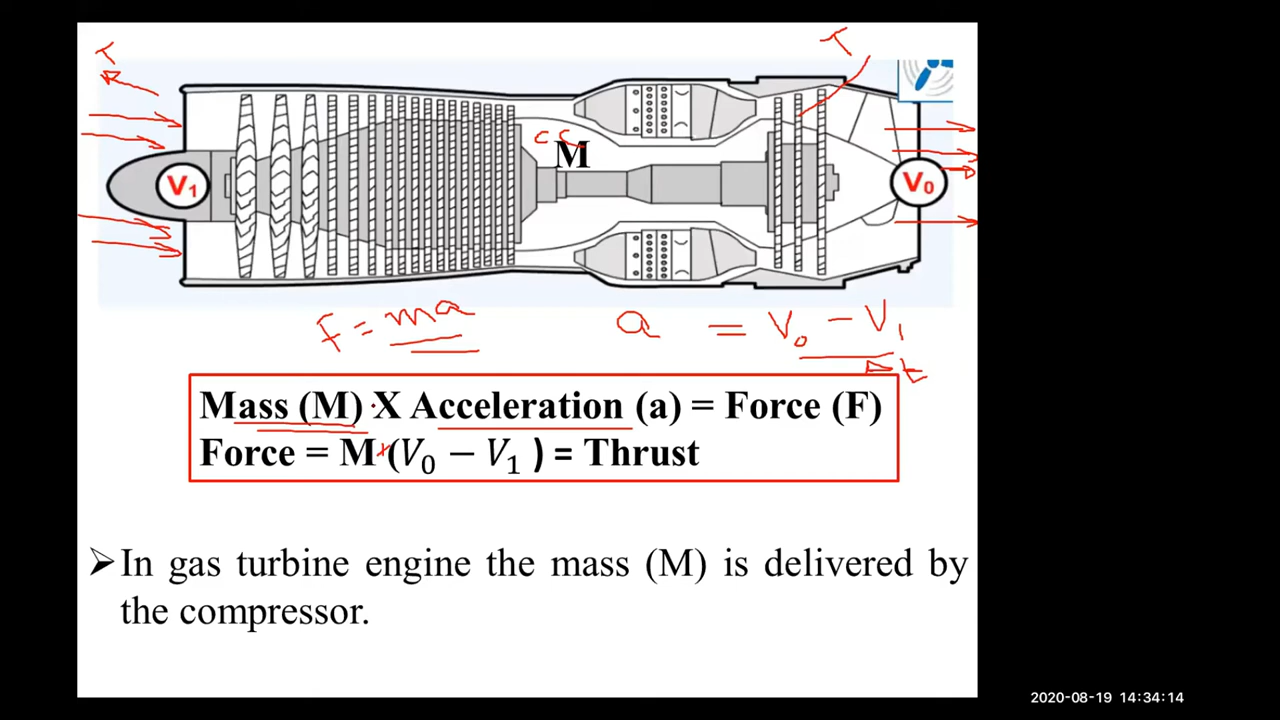 T
T
V₁
c c
M
V₀
F = ma
a = V₀ - V₁
Δt
Mass (M) X Acceleration (a) = Force (F)
Force = M × (V₀ − V₁ ) = Thrust
➢ In gas turbine engine the mass (M) is delivered by
the compressor.
2020-08-19 14:34:14